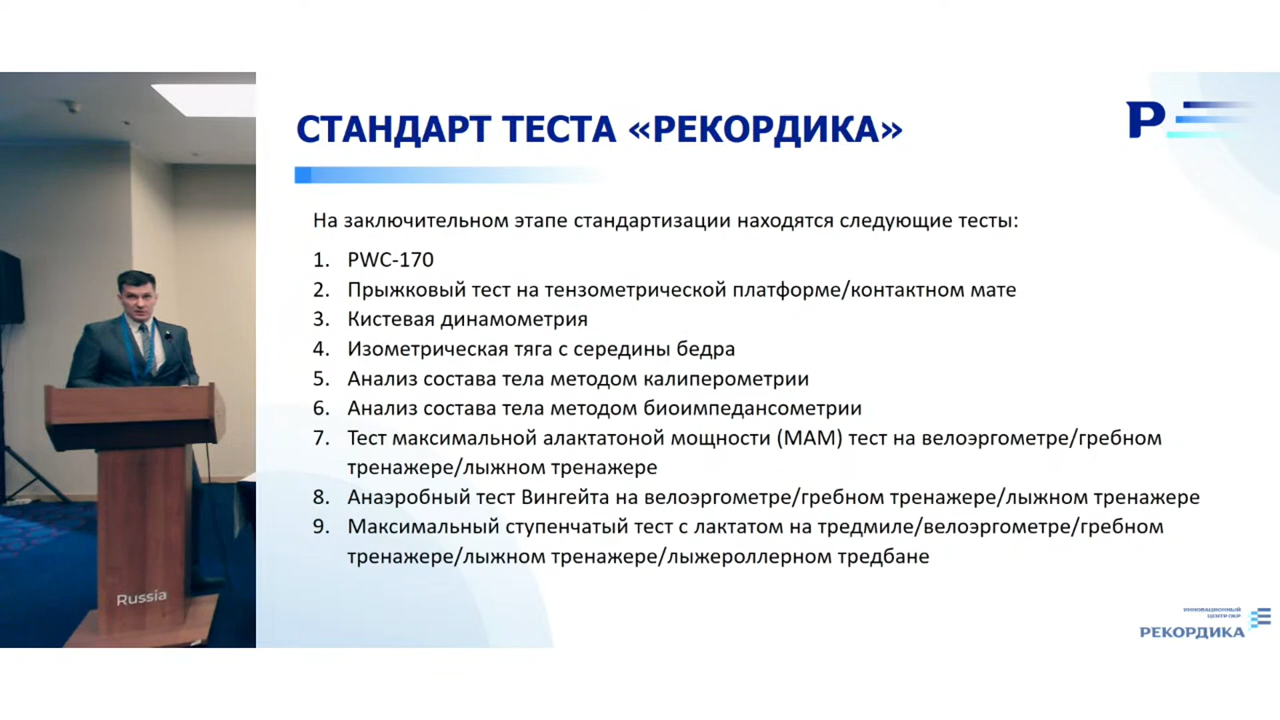 СТАНДАРТ ТЕСТА «РЕКОРДИКА»
Р
На заключительном этапе стандартизации находятся следующие тесты:
1. PWC-170
2. Прыжковый тест на тензометрической платформе/контактном мате
3. Кистевая динамометрия
4. Изометрическая тяга с середины бедра
5. Анализ состава тела методом калиперометрии
6. Анализ состава тела методом биоимпедансометрии
7. Тест максимальной алактатоной мощности (МАМ) тест на велоэргометре/гребном
тренажере/лыжном тренажере
8. Анаэробный тест Вингейта на велоэргометре/гребном тренажере/лыжном тренажере
9. Максимальный ступенчатый тест с лактатом на тредмиле/велоэргометре/гребном
тренажере/лыжном тренажере/лыжероллерном тредбане
Russia
ИННОВАЦИОННЫЙ
ЦЕНТР ОКР
РЕКОРДИКА